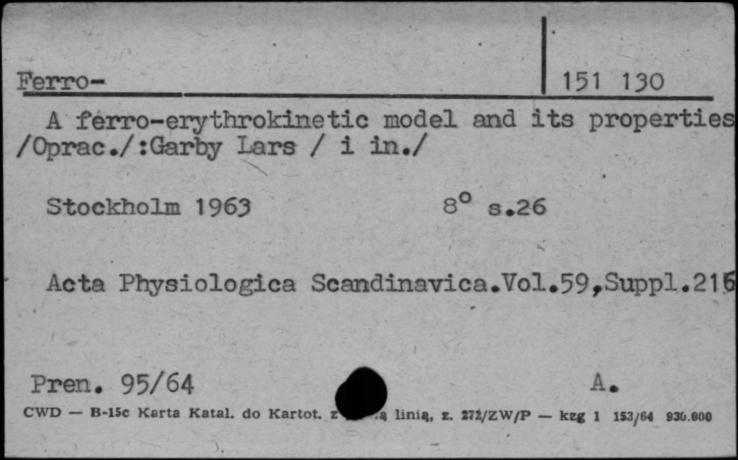 Ferro- 151 130
A ferro-erythrokinetic model and its properties
/Oprac./:Garby Lars / i in./
Stockholm 1963 8° s.26
Acta Physiologica Scandinavica.Vol.59,Suppl.216
Pren. 95/64 A.
CWD — B-15c Karta Katal. do Kartot. z linią, z. 272/ZW/P — kzg 1 153/64 930.000